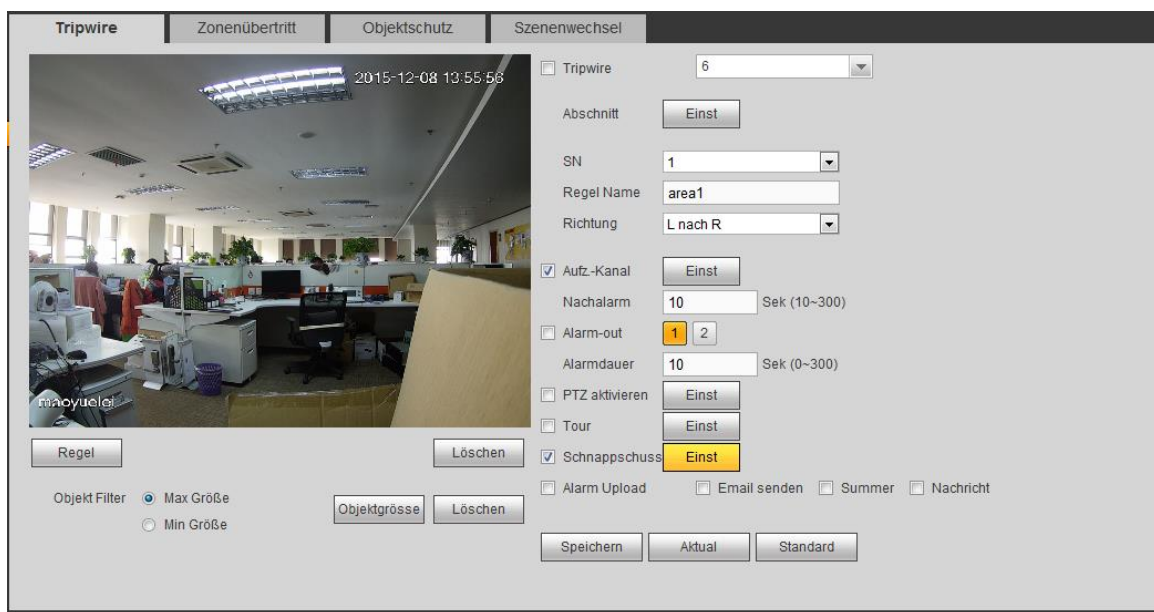 Tripwire Zonenübertritt Objektschutz Szenenwechsel
2015-12-08 13:55:56
maoyuelei
Regel Löschen
Objekt Filter Max Größe
Min Größe
Objektgrösse Löschen
Tripwire 6
Abschnitt Einst
SN 1
Regel Name area1
Richtung L nach R
Aufz.-Kanal Einst
Nachalarm 10 Sek (10~300)
Alarm-out 1 2
Alarmdauer 10 Sek (0~300)
PTZ aktivieren Einst
Tour Einst
Schnappschuss Einst
Alarm Upload Email senden Summer Nachricht
Speichern Aktual Standard